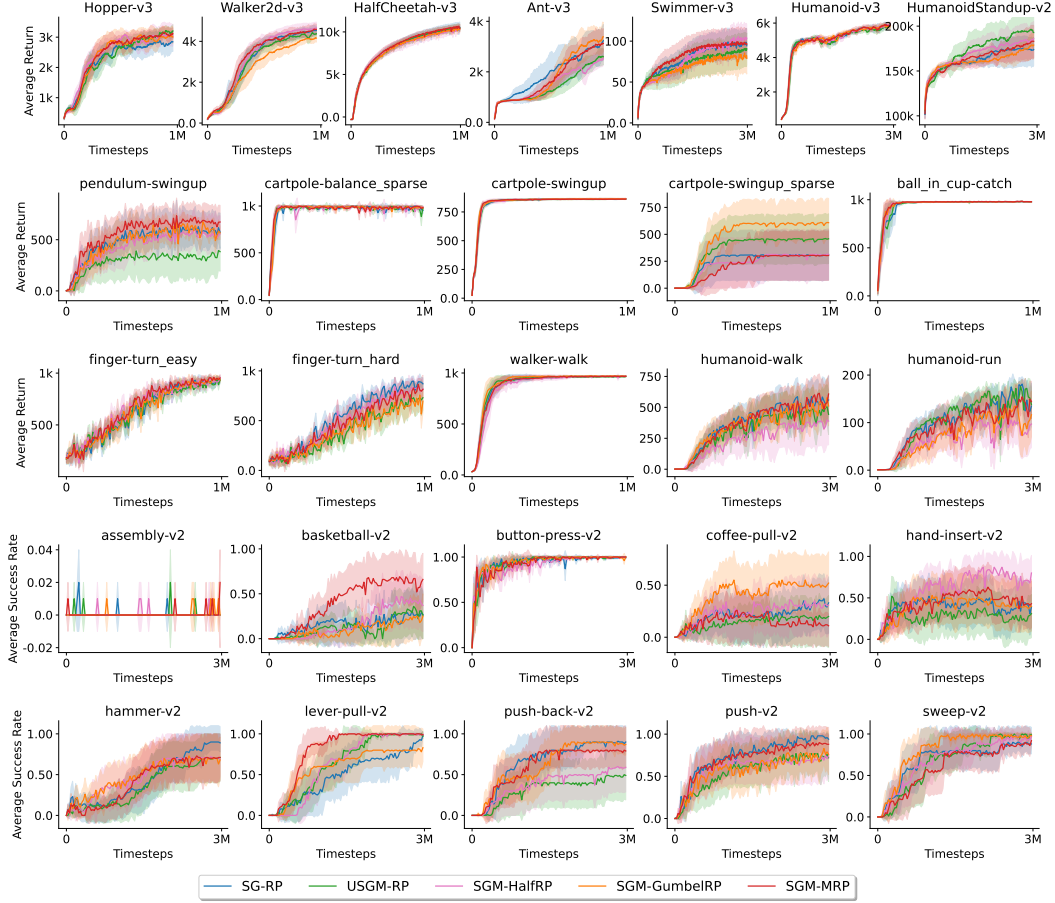 Hopper-v3 Walker2d-v3 HalfCheetah-v3 Ant-v3 Swimmer-v3 Humanoid-v3 HumanoidStandup-v2
Average Return
3k 2k 1k
4k 2k 0.0
10k 5k 0.0
4k 2k 0.0
100 50 0.0
6k 4k 2k
200k 150k 100k
0 1M 0 1M 0 1M 0 1M 0 3M 0 3M 0 3M
Timesteps Timesteps Timesteps Timesteps Timesteps Timesteps Timesteps
pendulum-swingup cartpole-balance_sparse cartpole-swingup cartpole-swingup_sparse ball_in_cup-catch
Average Return
500 0.0
1k 500 0.0
750 500 250 0.0
750 500 250 0.0
1k 500 0.0
0 1M 0 1M 0 1M 0 3M 0 1M
Timesteps Timesteps Timesteps Timesteps Timesteps
finger-turn_easy finger-turn_hard walker-walk humanoid-walk humanoid-run
Average Return
1k 500
1k 500 0.0
1k 500 0.0
750 500 250 0.0
200 100 0.0
0 1M 0 1M 0 1M 0 3M 0 3M
Timesteps Timesteps Timesteps Timesteps Timesteps
assembly-v2 basketball-v2 button-press-v2 coffee-pull-v2 hand-insert-v2
Average Success Rate
0.04 0.02 0.0 -0.02
1.00 0.50 0.0
1.00 0.50 0.0
0.50 0.0
1.00 0.50 0.0
0 3M 0 3M 0 3M 0 3M 0 3M
Timesteps Timesteps Timesteps Timesteps Timesteps
hammer-v2 lever-pull-v2 push-back-v2 push-v2 sweep-v2
Average Success Rate
1.00 0.50 0.0
1.00 0.50 0.0
1.00 0.50 0.0
1.00 0.50 0.0
1.00 0.50 0.0
0 3M 0 3M 0 3M 0 3M 0 3M
Timesteps Timesteps Timesteps Timesteps Timesteps
SG-RP USGM-RP SGM-HalfRP SGM-GumbelRP SGM-MRP